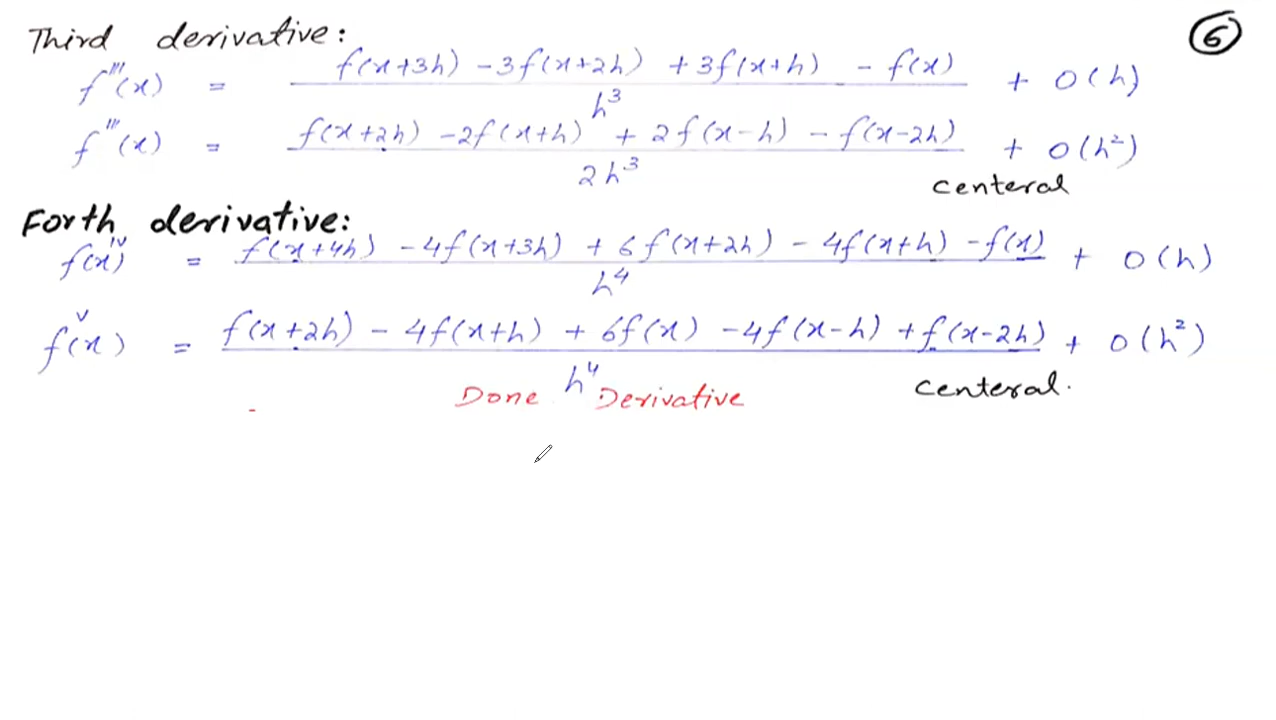 Third derivative: 6
f'''(x) = f(x+3h) - 3f(x+2h) + 3f(x+h) - f(x) / h^3 + O(h)
f'''(x) = f(x+2h) - 2f(x+h) + 2f(x-h) - f(x-2h) / 2h^3 + O(h^2)
centeral
Forth derivative:
f(x)^IV = f(x+4h) - 4f(x+3h) + 6f(x+2h) - 4f(x+h) - f(x) / h^4 + O(h)
f^V(x) = f(x+2h) - 4f(x+h) + 6f(x) - 4f(x-h) + f(x-2h) / h^4 + O(h^2)
Done Derivative centeral.